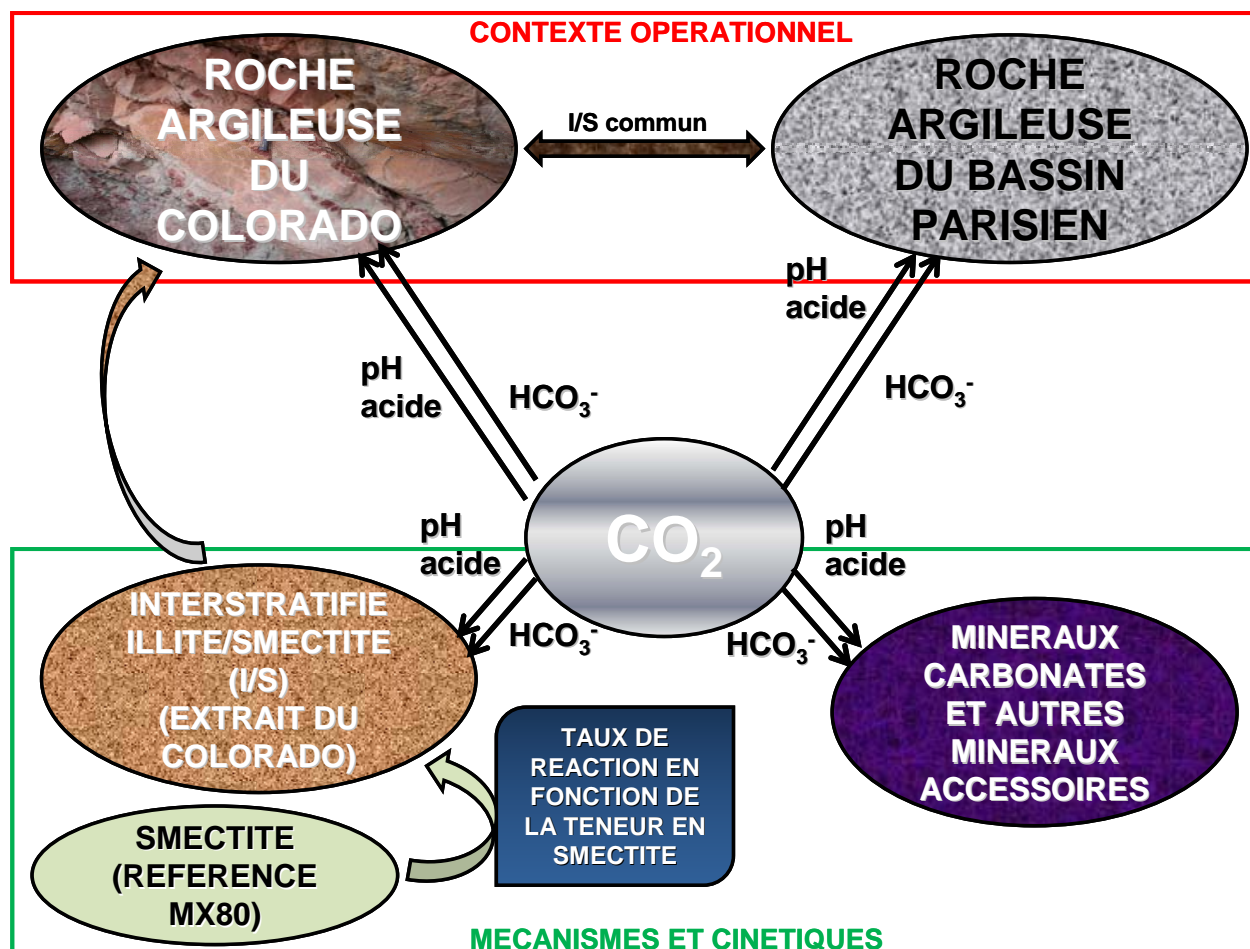 CONTEXTE OPERATIONNEL
ROCHE
ARGILEUSE
DU
COLORADO
I/S commun
ROCHE
ARGILEUSE
DU BASSIN
PARISIEN
pH
acide
HCO3-
pH
acide
HCO3-
CO2
pH
acide
HCO3-
pH
acide
HCO3-
INTERSTRATIFIE
ILLITE/SMECTITE
(I/S)
(EXTRAIT DU
COLORADO)
MINERAUX
CARBONATES
ET AUTRES
MINERAUX
ACCESSOIRES
TAUX DE
REACTION EN
FONCTION DE
LA TENEUR EN
SMECTITE
SMECTITE
(REFERENCE
MX80)
MECANISMES ET CINETIQUES